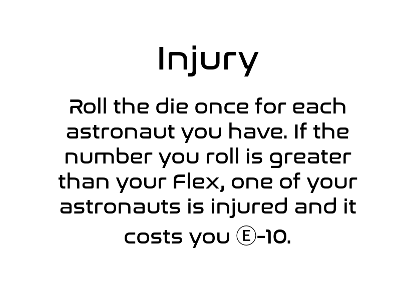 Injury
Roll the die once for each
astronaut you have. If the
number you roll is greater
than your Flex, one of your
astronauts is injured and it
costs you Ⓔ-10.